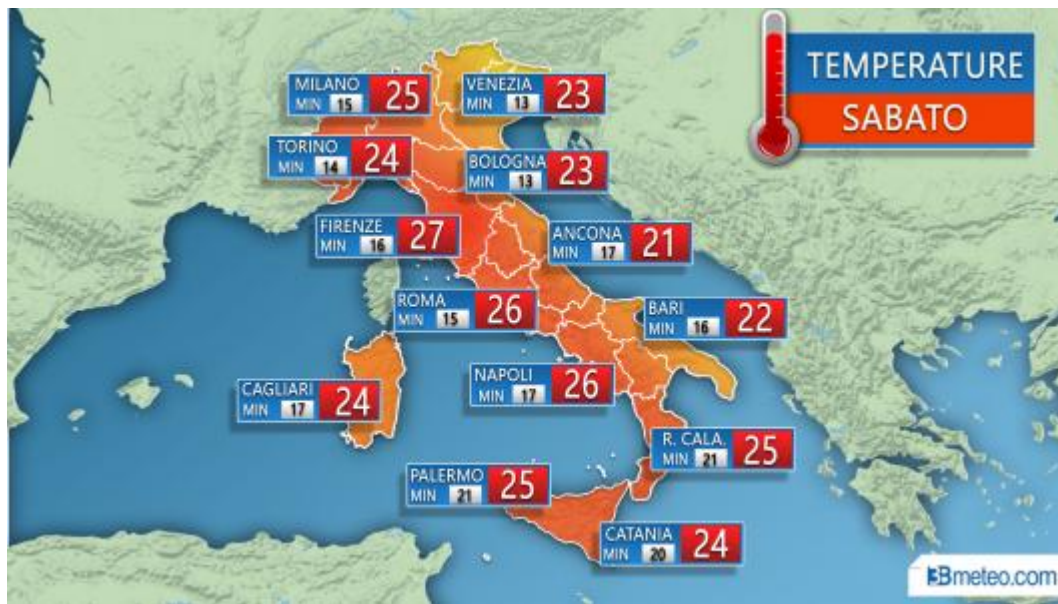 TEMPERATURE
SABATO
MILANO
MIN 15 25
VENEZIA
MIN 13 23
TORINO
MIN 14 24
BOLOGNA
MIN 13 23
FIRENZE
MIN 16 27
ANCONA
MIN 17 21
ROMA
MIN 15 26
BARI
MIN 16 22
NAPOLI
MIN 17 26
CAGLIARI
MIN 17 24
R. CALA.
MIN 21 25
PALERMO
MIN 21 25
CATANIA
MIN 20 24
3Bmeteo.com